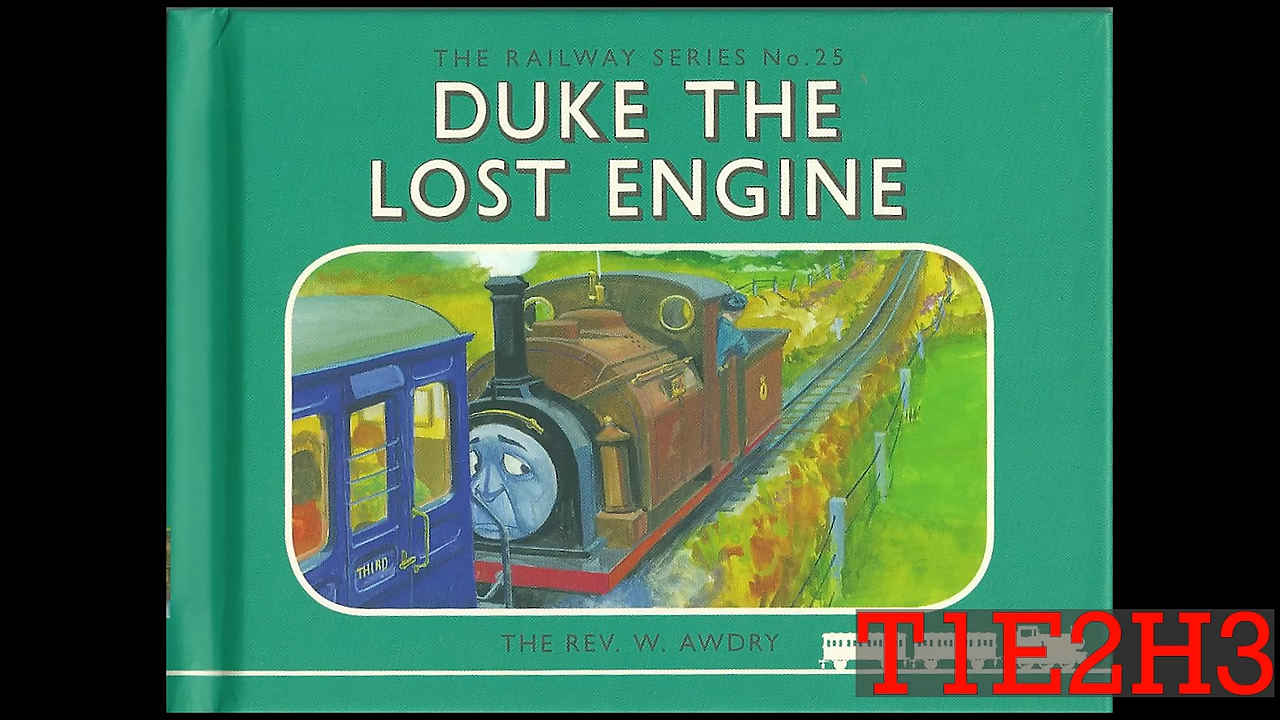 THE RAILWAY SERIES No.25
DUKE THE
LOST ENGINE
THIRD
THE REV. W. AWDRY
T1E2H3